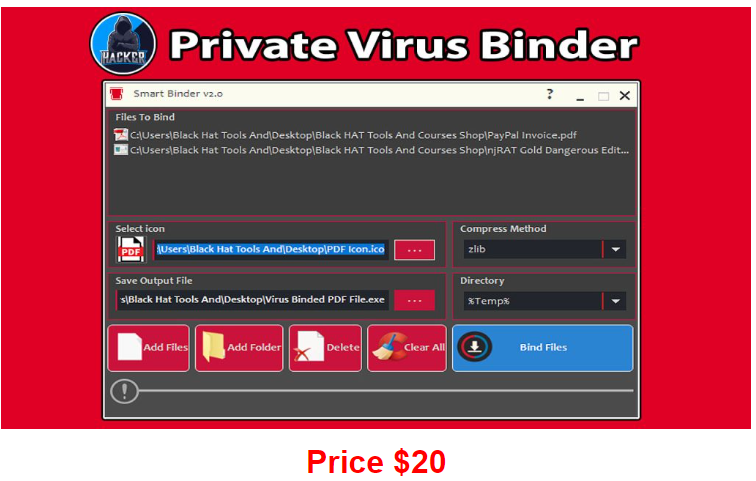 HACKER
Private Virus Binder
Smart Binder v2.0
?
Files To Bind
C:\Users\Black Hat Tools And\Desktop\Black HAT Tools And Courses Shop\PayPal Invoice.pdf
C:\Users\Black Hat Tools And\Desktop\Black HAT Tools And Courses Shop\njRAT Gold Dangerous Edit...
Select icon
Compress Method
PDF
:\Users\Black Hat Tools And\Desktop\PDF Icon.ico
...
zlib
Save Output File
Directory
s\Black Hat Tools And\Desktop\Virus Binded PDF File.exe
...
%Temp%
Add Files
Add Folder
Delete
Clear All
Bind Files
Price $20